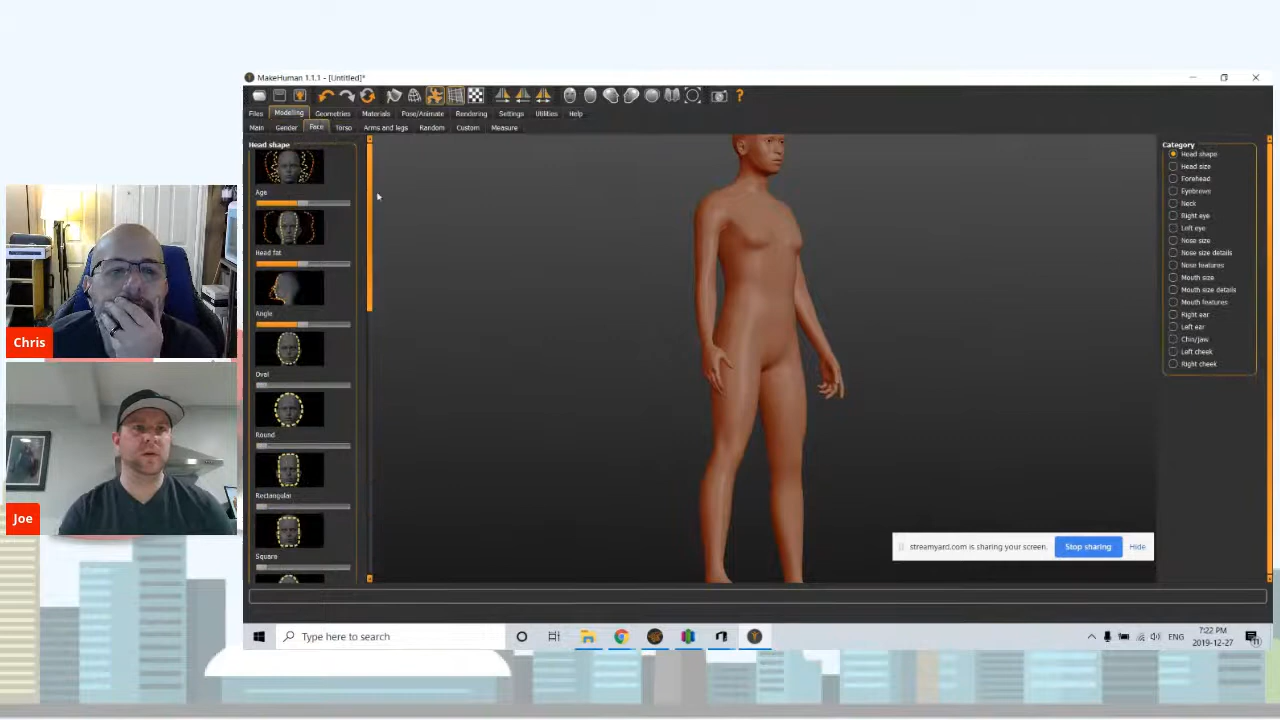 MakeHuman 1.1.1 - [Untitled]*
Files Modelling Geometries Materials Pose/Animate Rendering Settings Utilities Help
Main Gender Face Torso Arms and legs Random Custom Measure
Head shape
Age
Head fat
Angle
Oval
Round
Rectangular
Square
Category
Head shape
Head size
Forehead
Eyebrows
Neck
Right eye
Left eye
Nose size
Nose size details
Nose features
Mouth size
Mouth size details
Mouth features
Right ear
Left ear
Chin/jaw
Left cheek
Right cheek
Chris
Joe
streamyard.com is sharing your screen. Stop sharing Hide
Type here to search
ENG
7:22 PM
2019-12-27